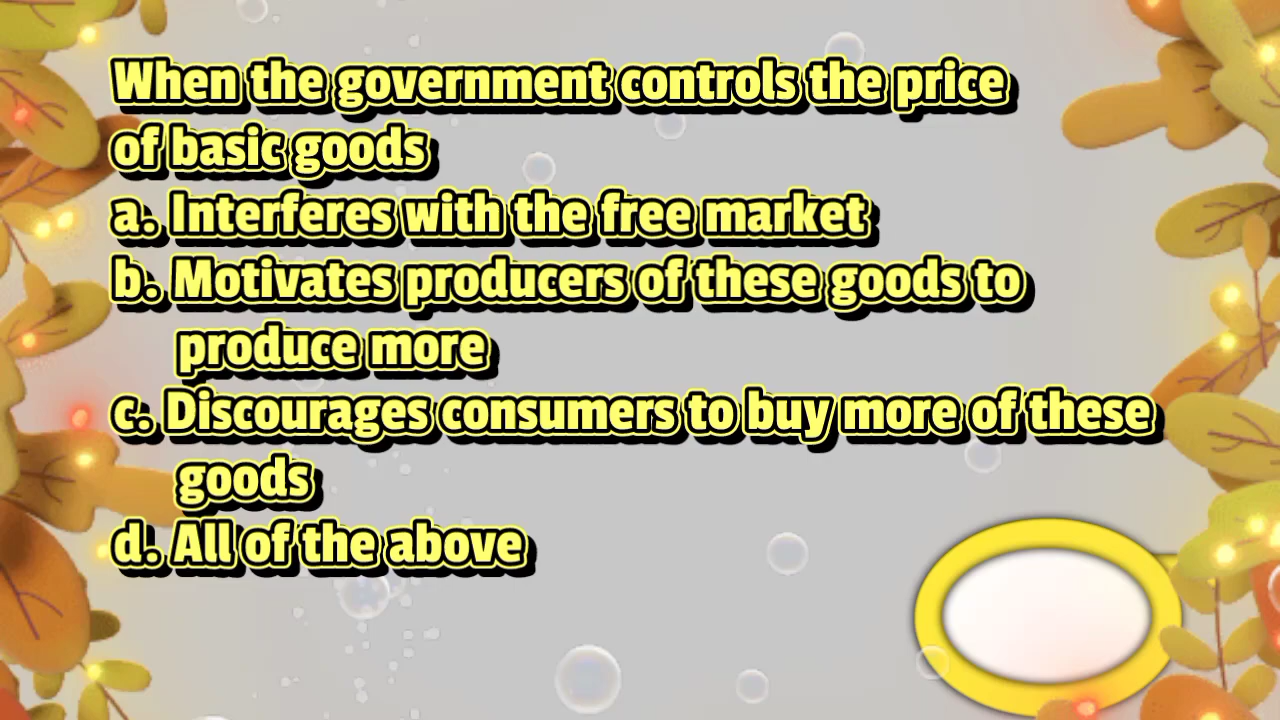 When the government controls the price
of basic goods
a. Interferes with the free market
b. Motivates producers of these goods to
produce more
c. Discourages consumers to buy more of these
goods
d. All of the above